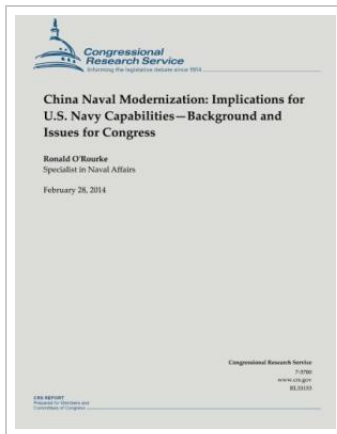 Congressional
Research Service
Informing the legislative debate since 1914
China Naval Modernization: Implications for
U.S. Navy Capabilities—Background and
Issues for Congress
Ronald O'Rourke
Specialist in Naval Affairs
February 28, 2014
Congressional Research Service
7-5700
www.crs.gov
RL33153
CRS REPORT
Prepared for Members and
Committees of Congress